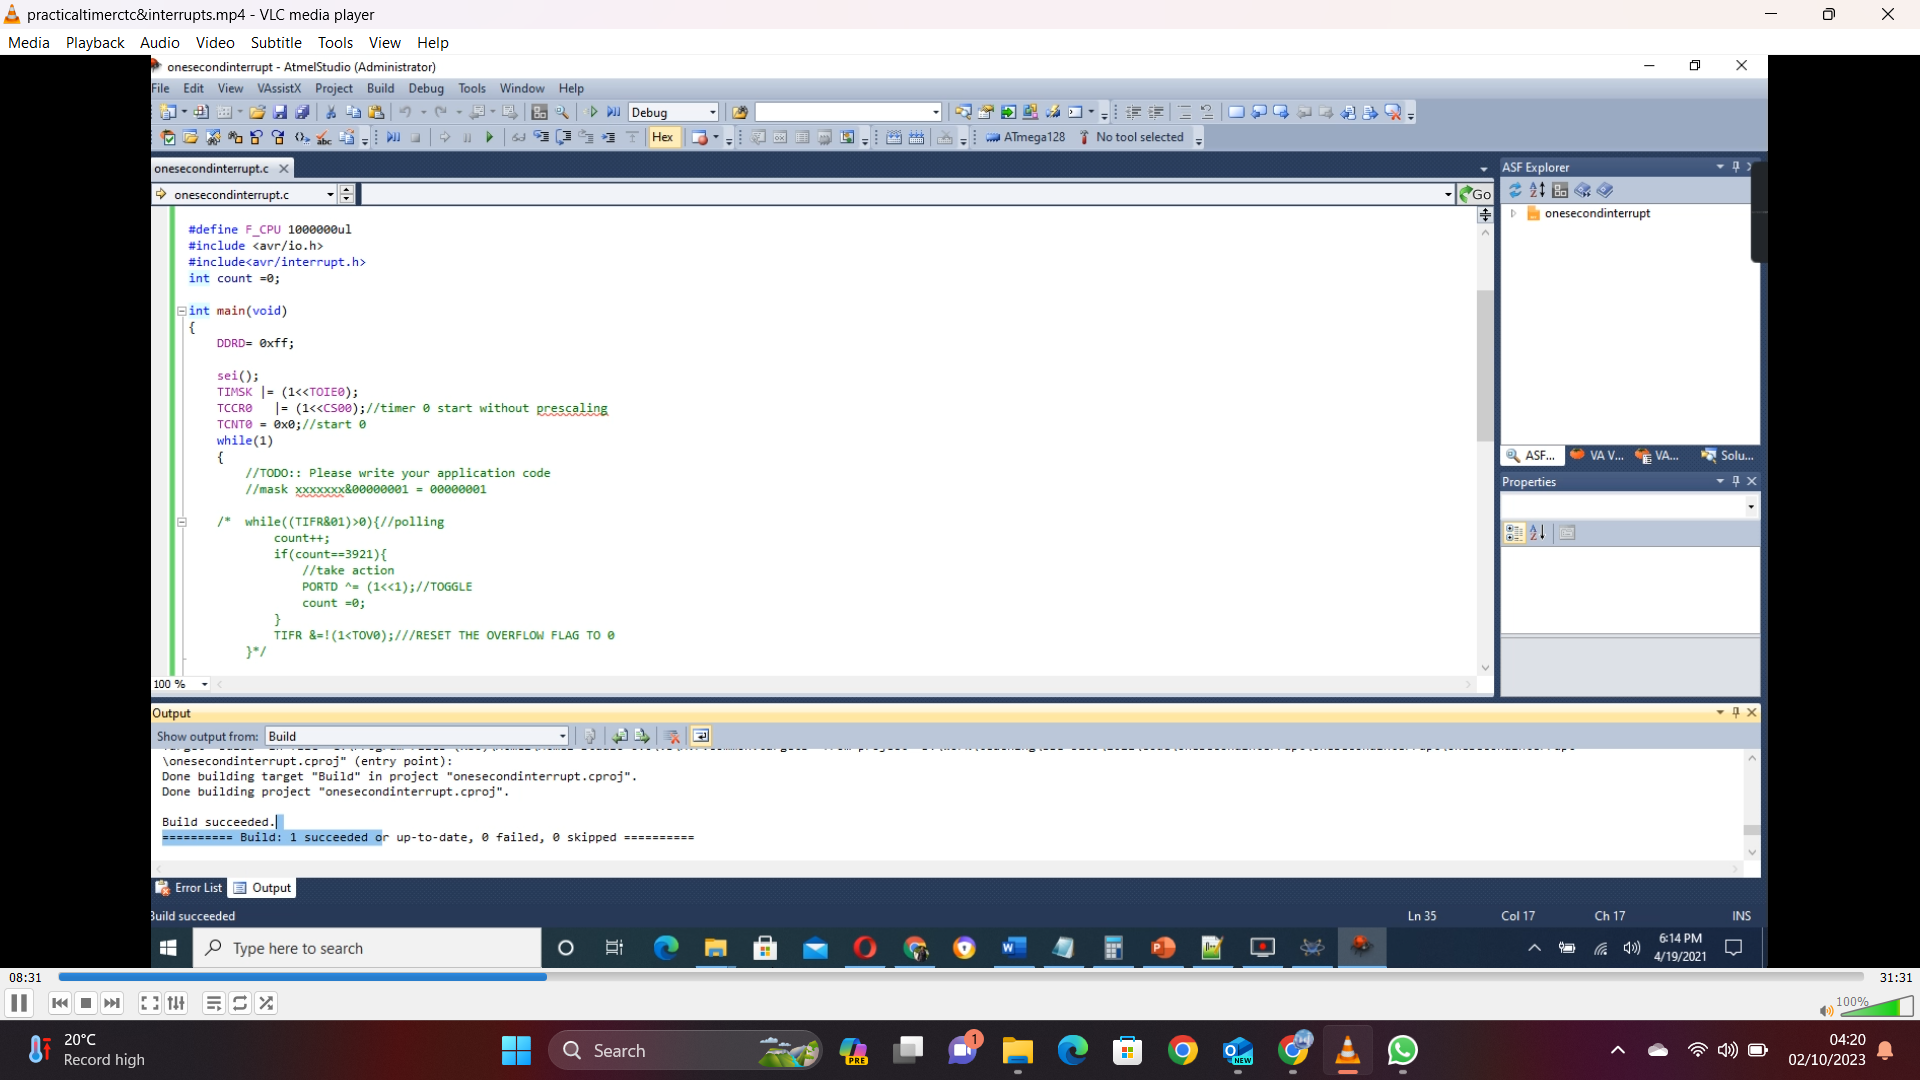 practicaltimerctc&interrupts.mp4 - VLC media player
Media Playback Audio Video Subtitle Tools View Help
onesecondinterrupt - AtmelStudio (Administrator)
File Edit View VAssistX Project Build Debug Tools Window Help
Debug
Hex ATmega128 No tool selected
onesecondinterrupt.c
onesecondinterrupt.c Go
#define F_CPU 1000000ul
#include <avr/io.h>
#include<avr/interrupt.h>
int count =0;
int main(void)
{
DDRD= 0xff;
sei();
TIMSK |= (1<<TOIE0);
TCCR0 |= (1<<CS00);//timer 0 start without prescaling
TCNT0 = 0x0;//start 0
while(1)
{
//TODO:: Please write your application code
//mask xxxxxxx&00000001 = 00000001
/* while((TIFR&01)>0){//polling
count++;
if(count==3921){
//take action
PORTD ^= (1<<1);//TOGGLE
count =0;
}
TIFR &=!(1<TOV0);///RESET THE OVERFLOW FLAG TO 0
}*/
100 %
ASF Explorer
onesecondinterrupt
ASF... VA V... VA... Solu...
Properties
Output
Show output from: Build
\onesecondinterrupt.cproj" (entry point):
Done building target "Build" in project "onesecondinterrupt.cproj".
Done building project "onesecondinterrupt.cproj".
Build succeeded.
========== Build: 1 succeeded or up-to-date, 0 failed, 0 skipped ==========
Error List Output
Build succeeded Ln 35 Col 17 Ch 17 INS
Type here to search
6:14 PM
4/19/2021
08:31 31:31
100%
20°C
Record high
Search
PRE
1
NEW
04:20
02/10/2023